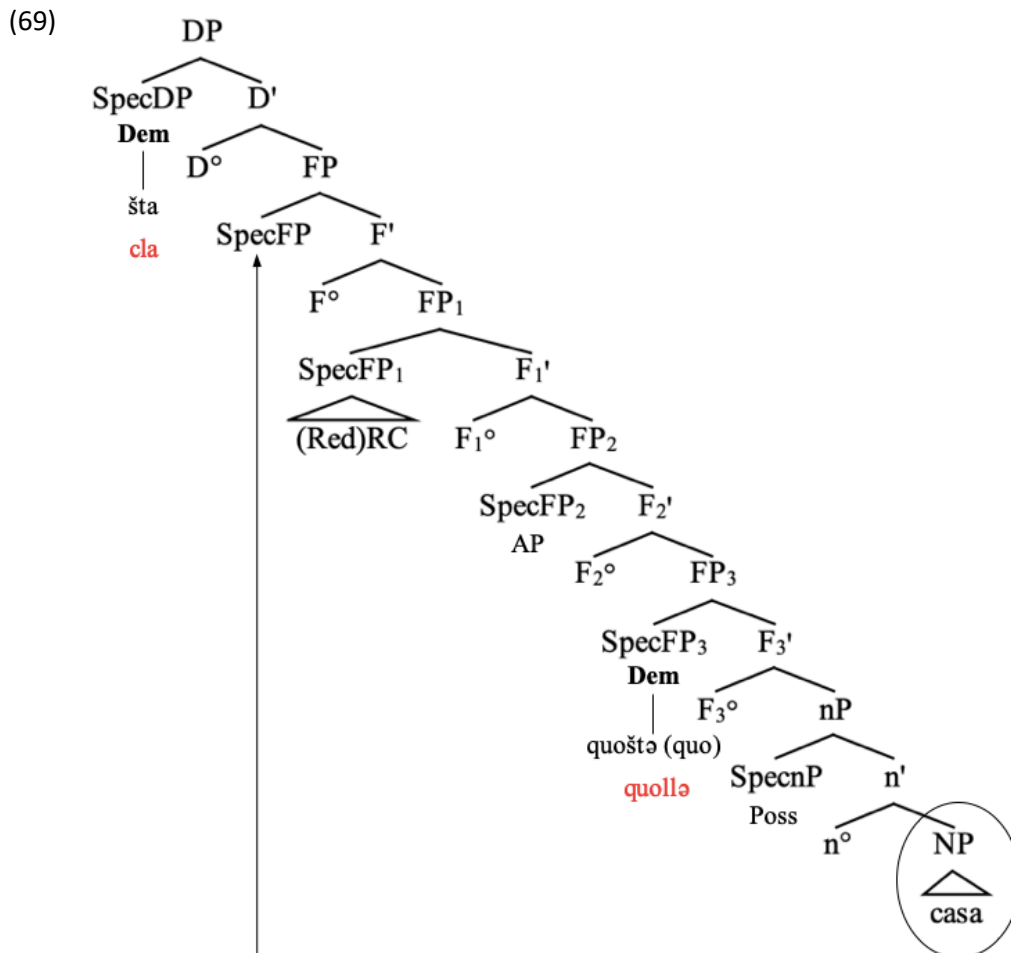 (69)
DP
SpecDP D'
Dem
D° FP
šta
cla
SpecFP F'
F° FP₁
SpecFP₁ F₁'
(Red)RC
F₁° FP₂
SpecFP₂ F₂'
AP
F₂° FP₃
SpecFP₃ F₃'
Dem
F₃° nP
quoštə (quo)
quollə
SpecnP n'
Poss
n° NP
casa